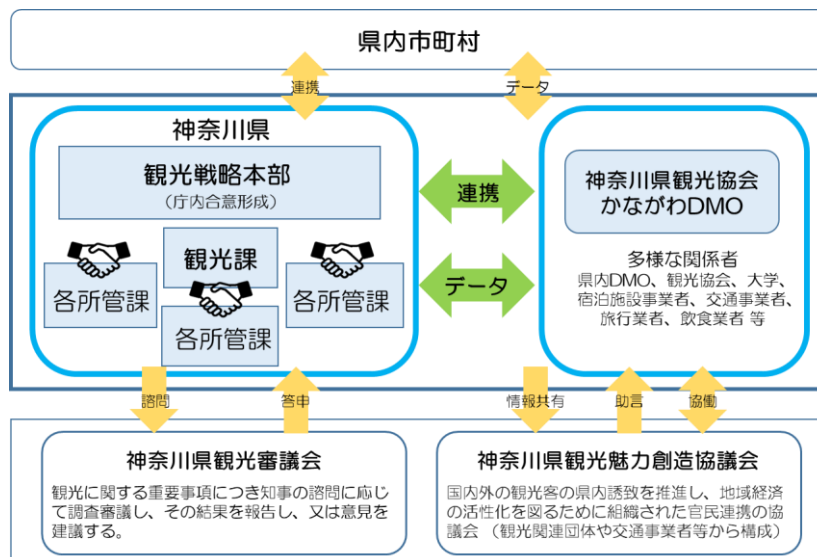 県内市町村
連携
データ
神奈川県
観光戦略本部
(庁内合意形成)
観光課
各所管課
各所管課
各所管課
連携
データ
神奈川県観光協会
かながわDMO
多様な関係者
県内DMO、観光協会、大学、
宿泊施設事業者、交通事業者、
旅行業者、飲食業者 等
諮問
答申
情報共有
助言
協働
神奈川県観光審議会
観光に関する重要事項につき知事の諮問に応じ
て調査審議し、その結果を報告し、又は意見を
建議する。
神奈川県観光魅力創造協議会
国内外の観光客の県内誘致を推進し、地域経済
の活性化を図るために組織された官民連携の協
議会 (観光関連団体や交通事業者等から構成)